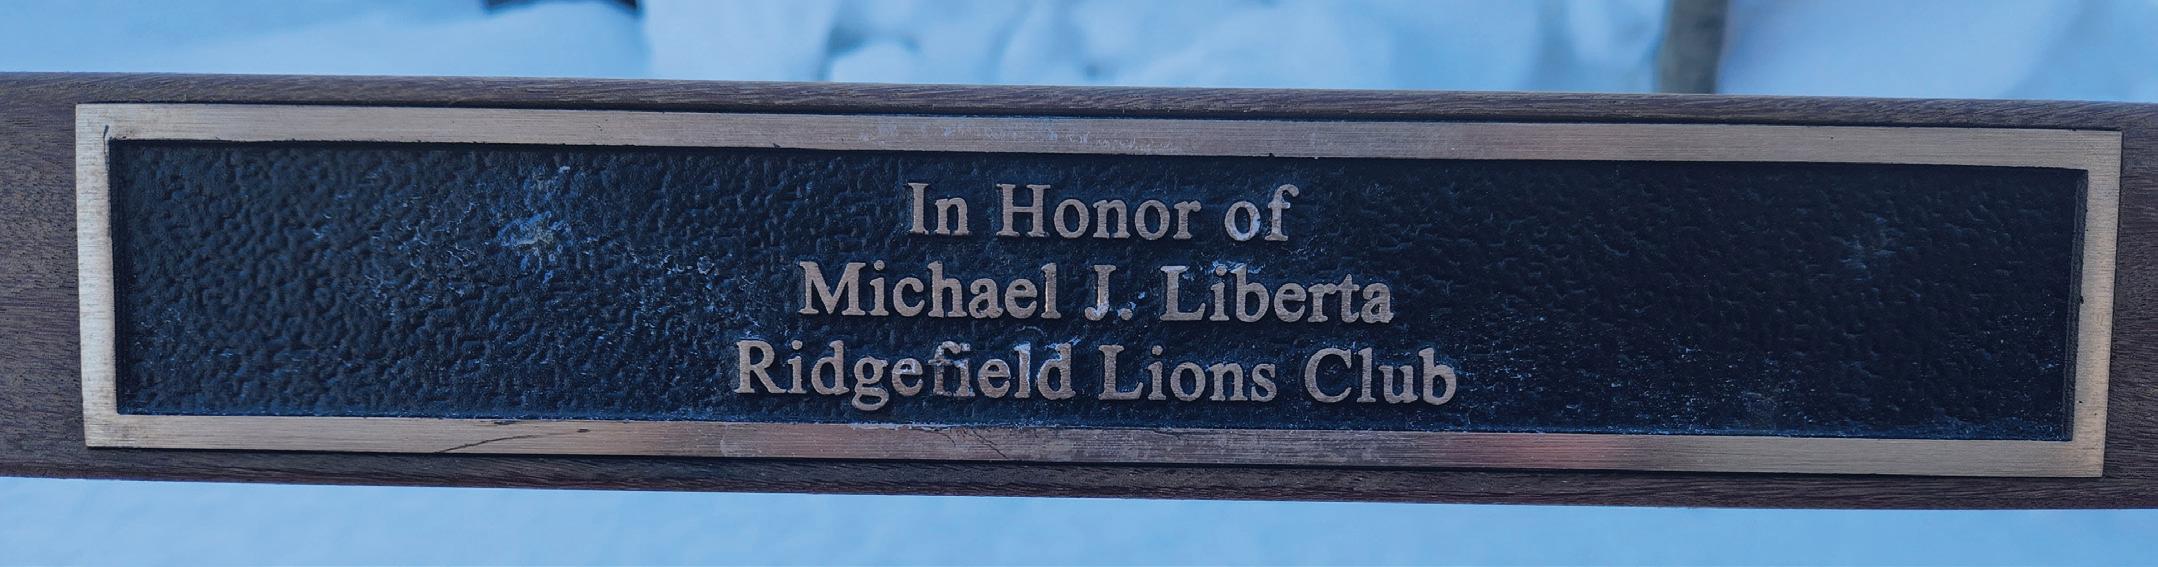 In Honor of
Michael J. Liberta
Ridgefield Lions Club